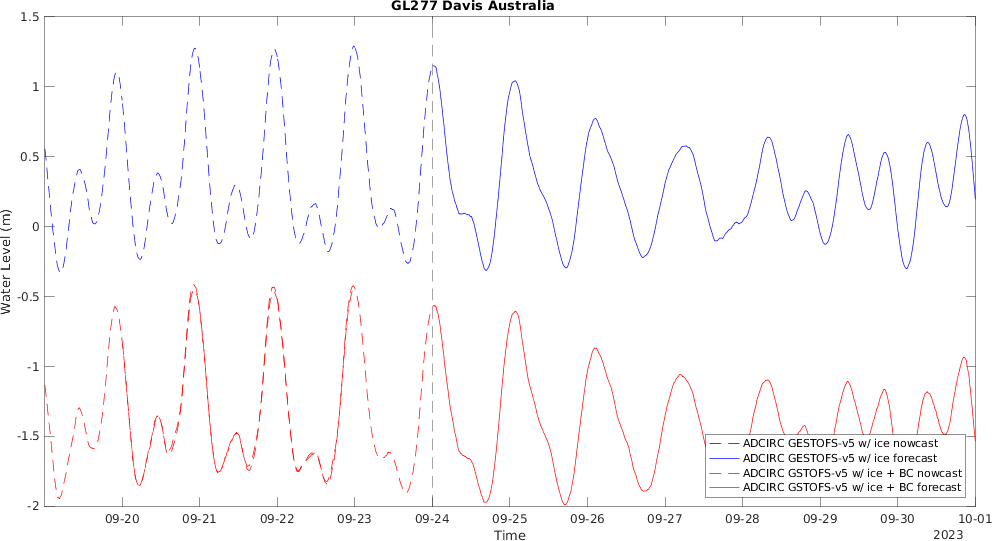 GL277 Davis Australia
1.5
1
0.5
0
-0.5
-1
-1.5
-2
Water Level (m)
09-20 09-21 09-22 09-23 09-24 09-25 09-26 09-27 09-28 09-29 09-30 10-01
Time
2023
ADCIRC GESTOFS-v5 w/ ice nowcast
ADCIRC GESTOFS-v5 w/ ice forecast
ADCIRC GSTOFS-v5 w/ ice + BC nowcast
ADCIRC GSTOFS-v5 w/ ice + BC forecast